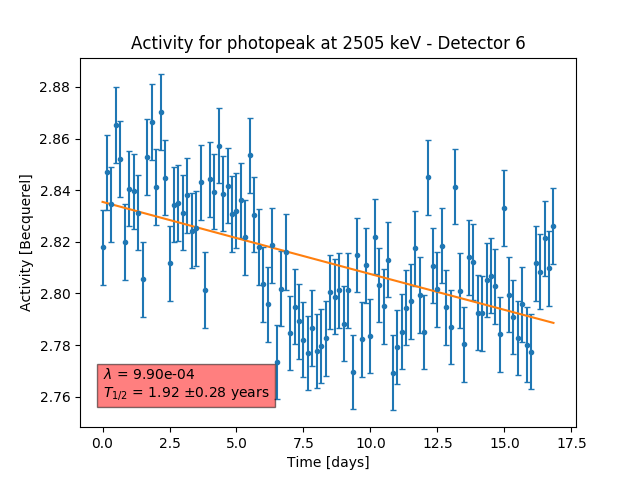 Activity for photopeak at 2505 keV - Detector 6
Activity [Becquerel]
2.88
2.86
2.84
2.82
2.80
2.78
2.76
λ = 9.90e-04
T₁/₂ = 1.92 ±0.28 years
0.0 2.5 5.0 7.5 10.0 12.5 15.0 17.5
Time [days]